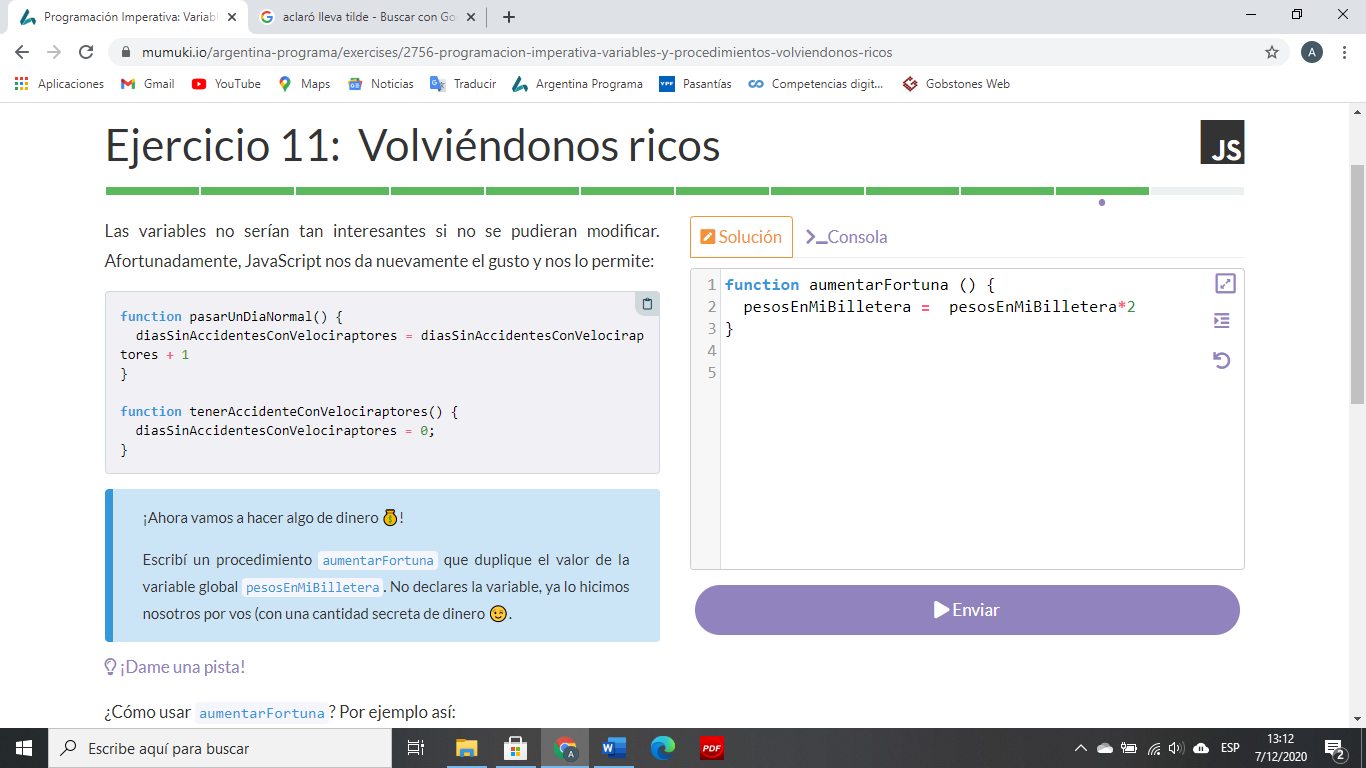 Programación Imperativa: Variabl
aclaró lleva tilde - Buscar con Go
mumuki.io/argentina-programa/exercises/2756-programacion-imperativa-variables-y-procedimientos-volviendonos-ricos
A
Aplicaciones Gmail YouTube Maps Noticias Traducir Argentina Programa YPF Pasantías Competencias digit... Gobstones Web
Ejercicio 11: Volviéndonos ricos
JS
Las variables no serían tan interesantes si no se pudieran modificar.
Afortunadamente, JavaScript nos da nuevamente el gusto y nos lo permite:
function pasarUnDiaNormal() {
diasSinAccidentesConVelociraptores = diasSinAccidentesConVelocirap
tores + 1
}
function tenerAccidenteConVelociraptores() {
diasSinAccidentesConVelociraptores = 0;
}
¡Ahora vamos a hacer algo de dinero 💰!
Escribí un procedimiento aumentarFortuna que duplique el valor de la
variable global pesosEnMiBilletera. No declares la variable, ya lo hicimos
nosotros por vos (con una cantidad secreta de dinero 😉.
¡Dame una pista!
¿Cómo usar aumentarFortuna? Por ejemplo así:
Solución
Consola
1 function aumentarFortuna () {
2 pesosEnMiBilletera = pesosEnMiBilletera*2
3 }
4
5
Enviar
Escribe aquí para buscar
W
PDF
A
ESP
13:12
7/12/2020
2